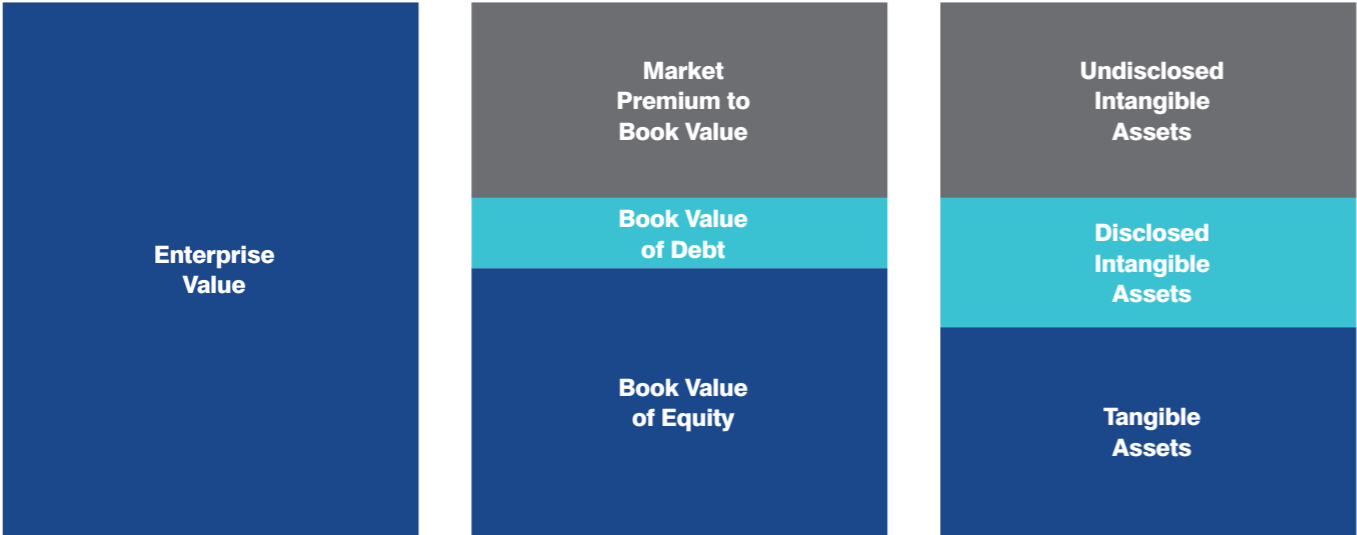 Enterprise
Value
Market
Premium to
Book Value
Book Value
of Debt
Book Value
of Equity
Undisclosed
Intangible
Assets
Disclosed
Intangible
Assets
Tangible
Assets